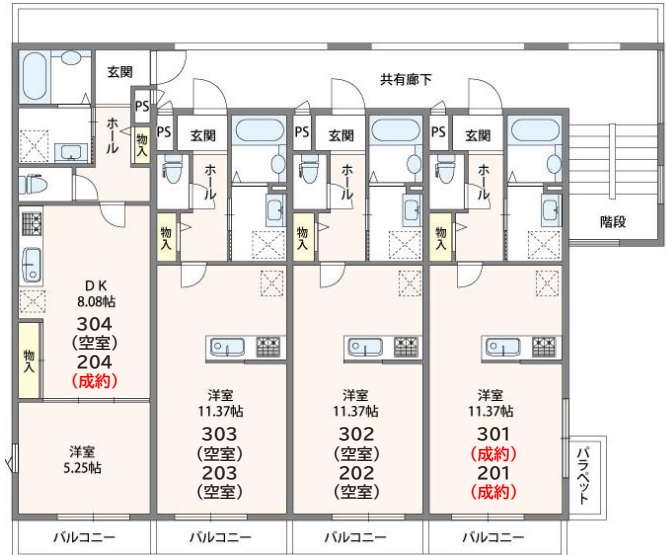 共有廊下
玄関
PS
ホール
物入
DK
8.08帖
304
(空室)
204
(成約)
物入
洋室
5.25帖
バルコニー
PS
玄関
ホール
物入
洋室
11.37帖
303
(空室)
203
(空室)
バルコニー
PS
玄関
ホール
物入
洋室
11.37帖
302
(空室)
202
(空室)
バルコニー
PS
玄関
ホール
物入
洋室
11.37帖
301
(成約)
201
(成約)
バルコニー
階段
パラペット